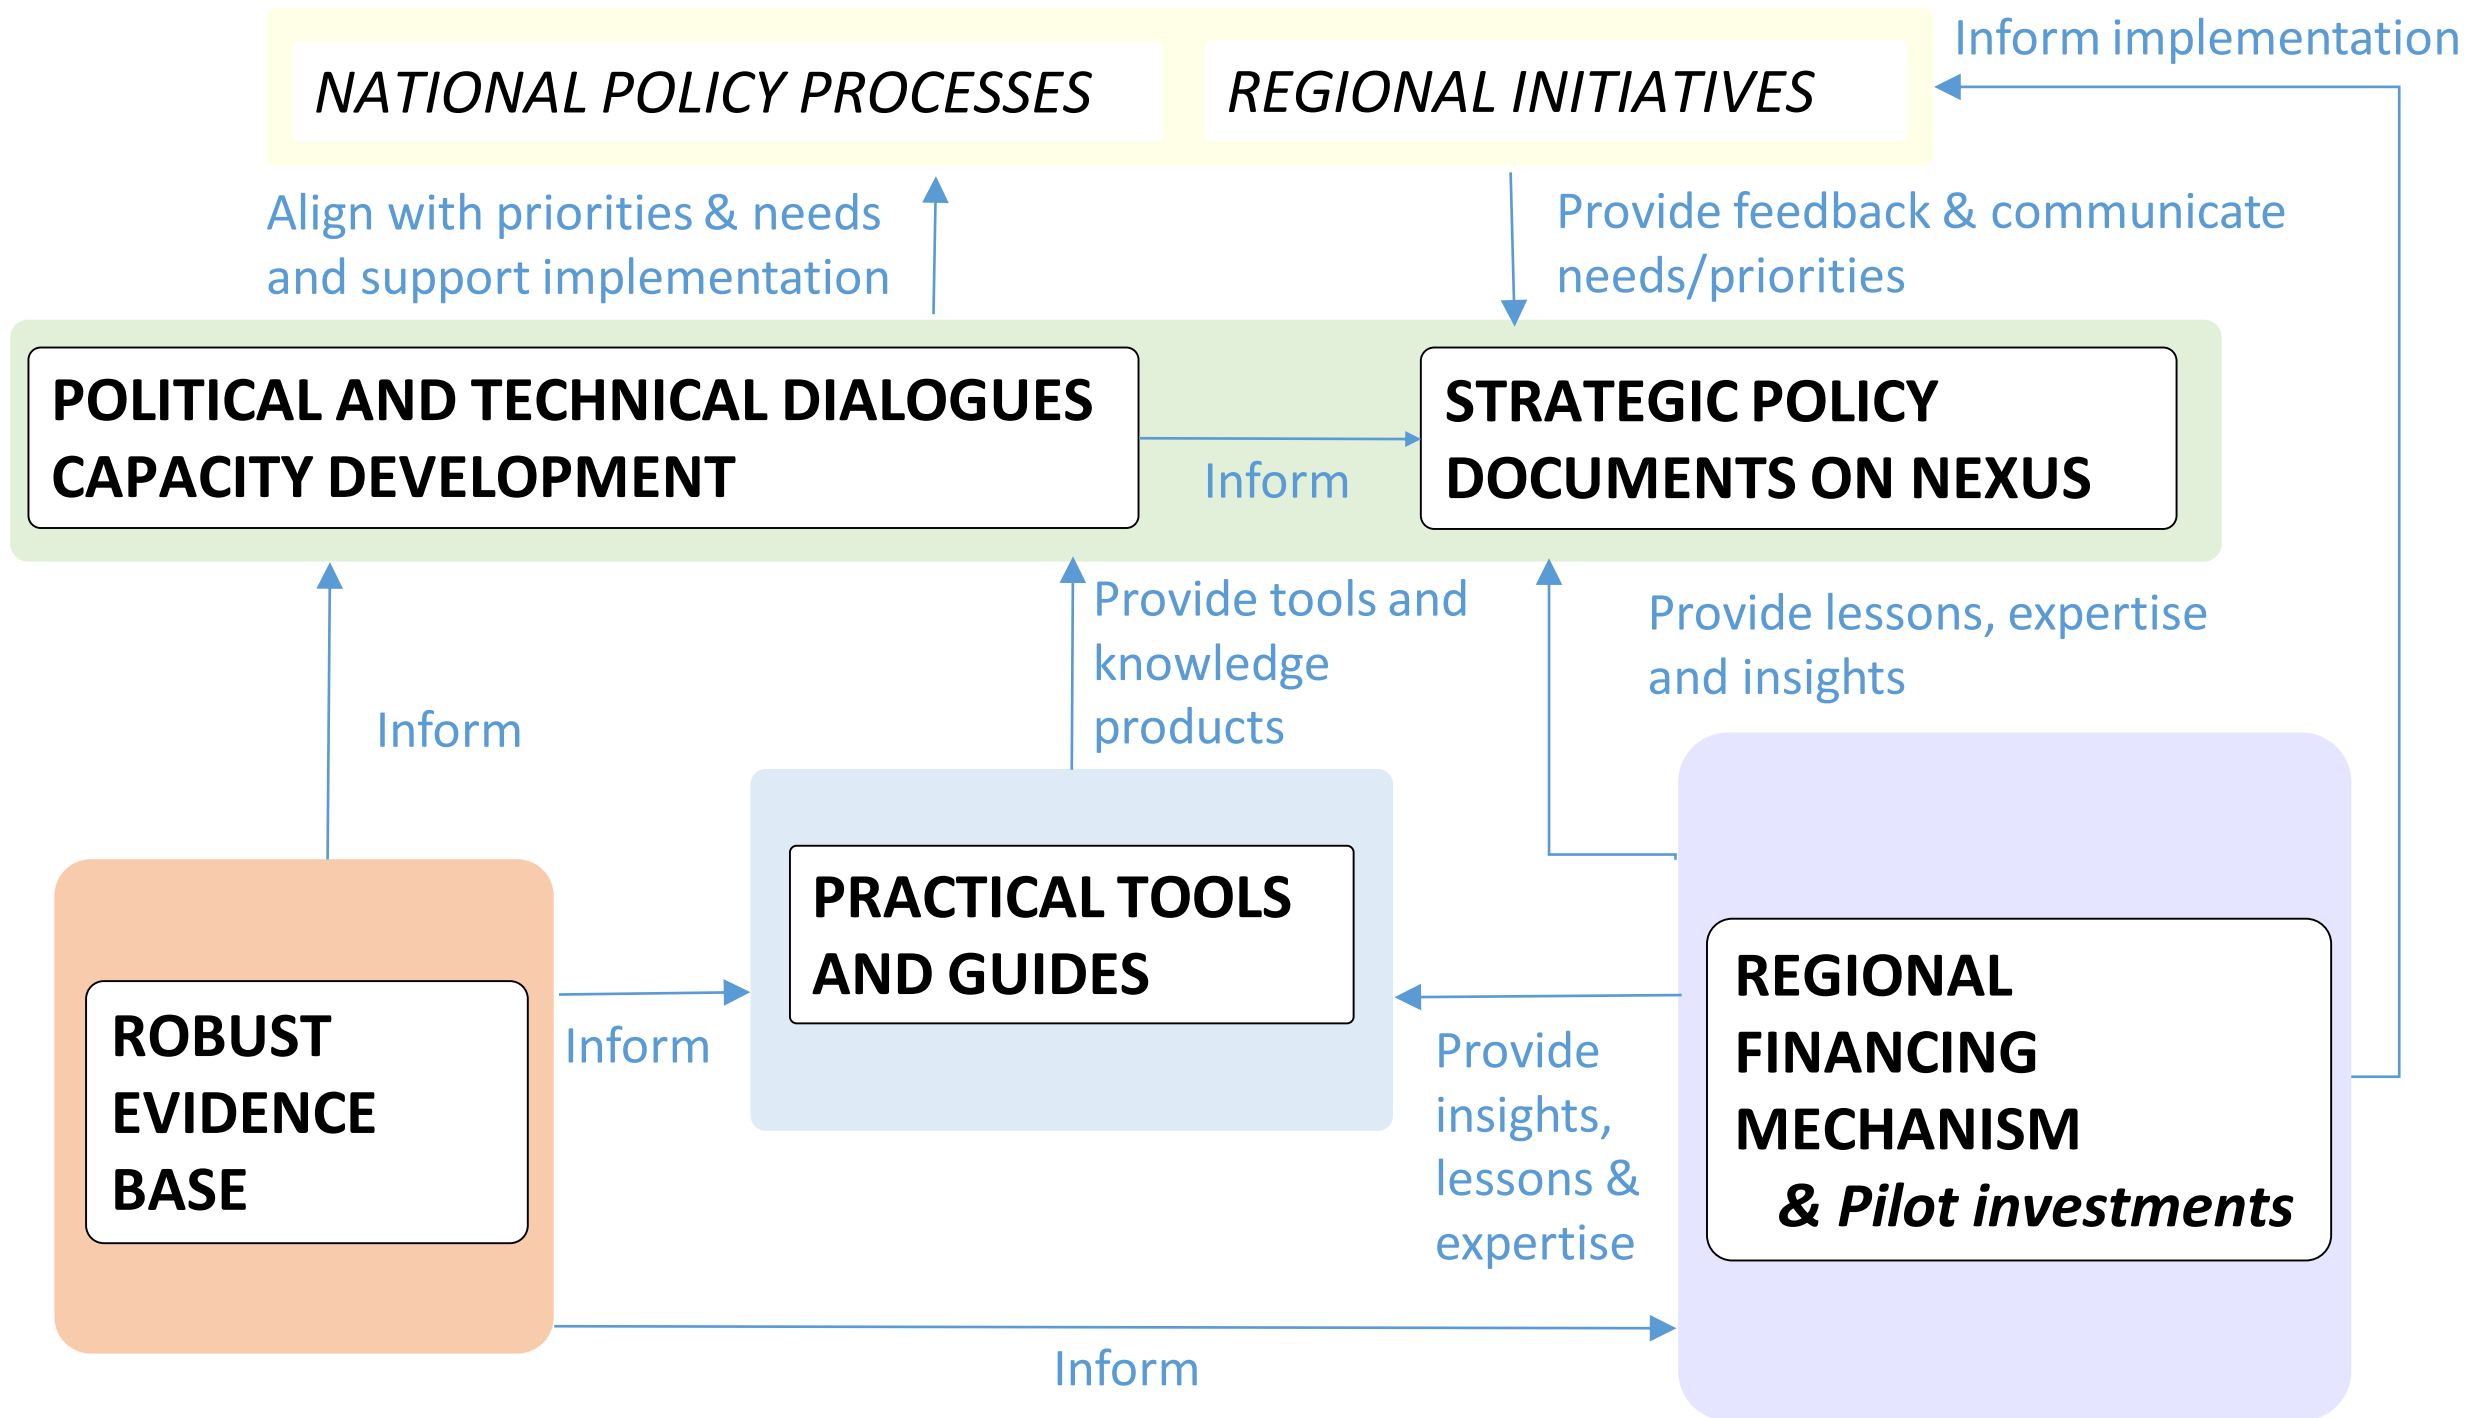 Inform implementation
NATIONAL POLICY PROCESSES
REGIONAL INITIATIVES
Align with priorities & needs
and support implementation
Provide feedback & communicate
needs/priorities
POLITICAL AND TECHNICAL DIALOGUES
CAPACITY DEVELOPMENT
Inform
STRATEGIC POLICY
DOCUMENTS ON NEXUS
Inform
Provide tools and
knowledge
products
Provide lessons, expertise
and insights
ROBUST
EVIDENCE
BASE
Inform
PRACTICAL TOOLS
AND GUIDES
Provide
insights,
lessons &
expertise
REGIONAL
FINANCING
MECHANISM
& Pilot investments
Inform